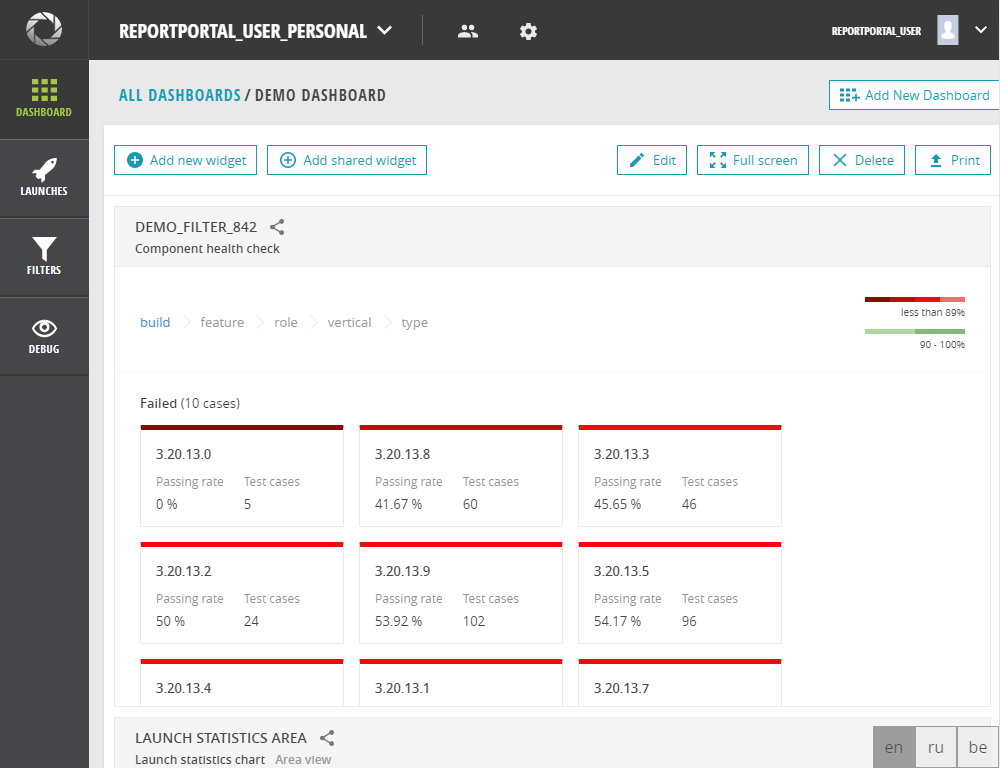 REPORTPORTAL_USER_PERSONAL
REPORTPORTAL_USER
DASHBOARD
LAUNCHES
FILTERS
DEBUG
ALL DASHBOARDS / DEMO DASHBOARD
Add New Dashboard
Add new widget
Add shared widget
Edit
Full screen
Delete
Print
DEMO_FILTER_842
Component health check
build feature role vertical type
less than 89%
90 - 100%
Failed (10 cases)
3.20.13.0
Passing rate Test cases
0 % 5
3.20.13.8
Passing rate Test cases
41.67 % 60
3.20.13.3
Passing rate Test cases
45.65 % 46
3.20.13.2
Passing rate Test cases
50 % 24
3.20.13.9
Passing rate Test cases
53.92 % 102
3.20.13.5
Passing rate Test cases
54.17 % 96
3.20.13.4
3.20.13.1
3.20.13.7
LAUNCH STATISTICS AREA
Launch statistics chart Area view
en ru be